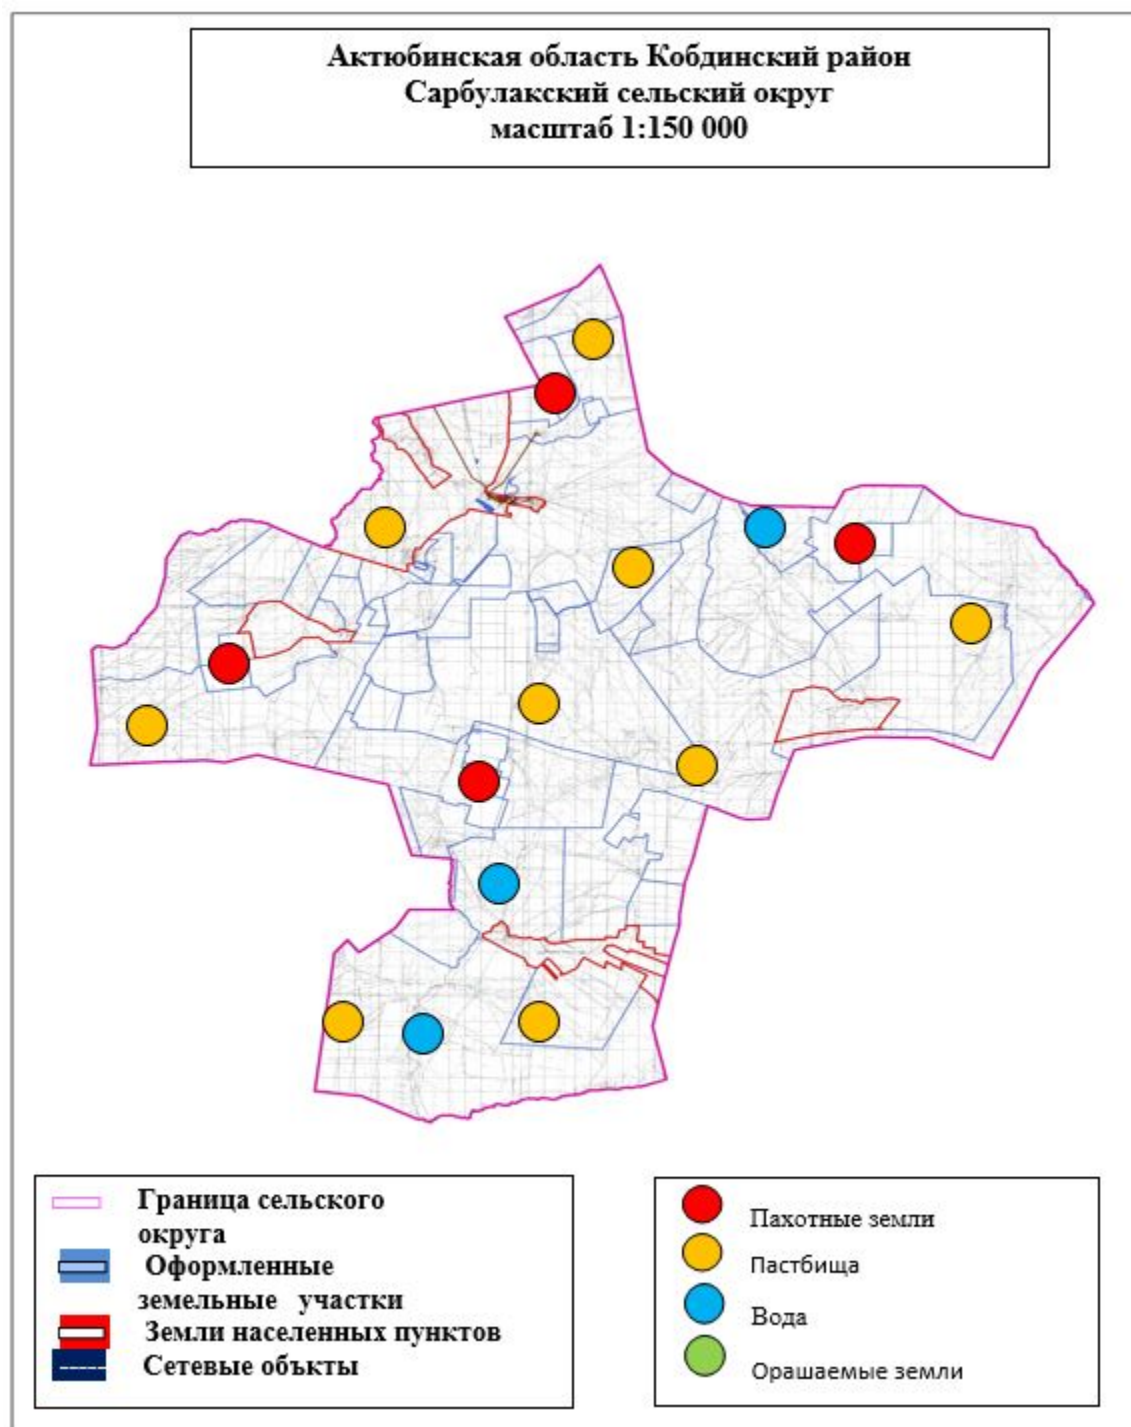 Актюбинская область Кобдинский район
Сарбулакский сельский округ
масштаб 1:150 000
Граница сельского
округа
Оформленные
земельные участки
Земли населенных пунктов
Сетевые объкты
Пахотные земли
Пастбища
Вода
Орашаемые земли